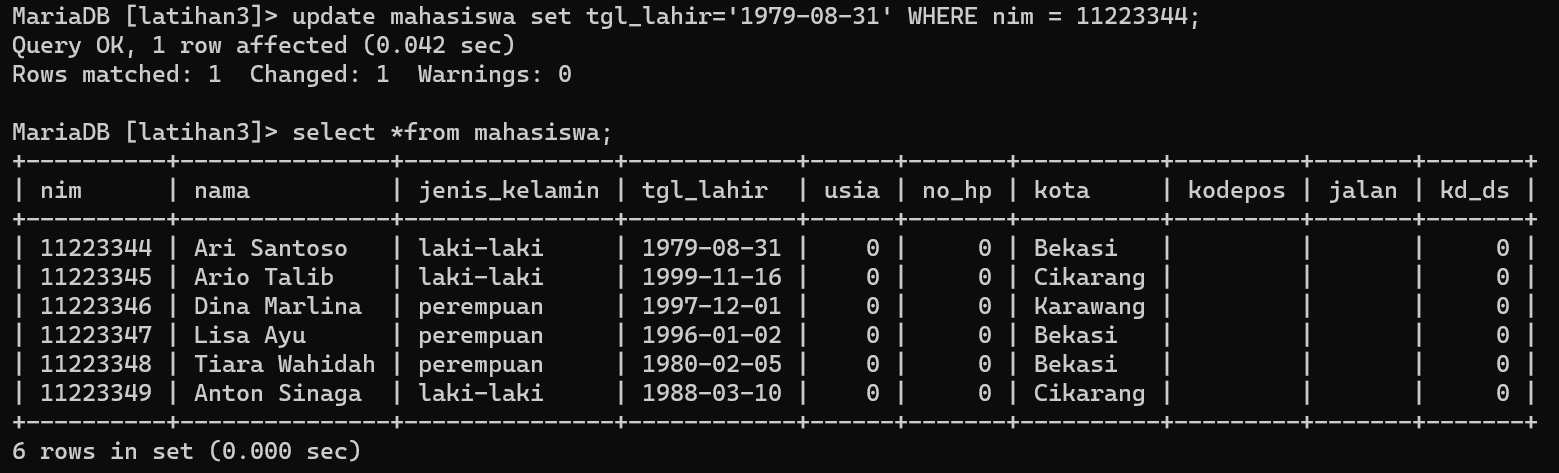 MariaDB [latihan3]> update mahasiswa set tgl_lahir='1979-08-31' WHERE nim = 11223344;
Query OK, 1 row affected (0.042 sec)
Rows matched: 1  Changed: 1  Warnings: 0

MariaDB [latihan3]> select *from mahasiswa;
+----------+---------------+---------------+------------+------+-------+----------+---------+-------+-------+
| nim      | nama          | jenis_kelamin | tgl_lahir  | usia | no_hp | kota     | kodepos | jalan | kd_ds |
+----------+---------------+---------------+------------+------+-------+----------+---------+-------+-------+
| 11223344 | Ari Santoso   | laki-laki     | 1979-08-31 |    0 |     0 | Bekasi   |         |       |     0 |
| 11223345 | Ario Talib    | laki-laki     | 1999-11-16 |    0 |     0 | Cikarang |         |       |     0 |
| 11223346 | Dina Marlina  | perempuan     | 1997-12-01 |    0 |     0 | Karawang |         |       |     0 |
| 11223347 | Lisa Ayu      | perempuan     | 1996-01-02 |    0 |     0 | Bekasi   |         |       |     0 |
| 11223348 | Tiara Wahidah | perempuan     | 1980-02-05 |    0 |     0 | Bekasi   |         |       |     0 |
| 11223349 | Anton Sinaga  | laki-laki     | 1988-03-10 |    0 |     0 | Cikarang |         |       |     0 |
+----------+---------------+---------------+------------+------+-------+----------+---------+-------+-------+
6 rows in set (0.000 sec)